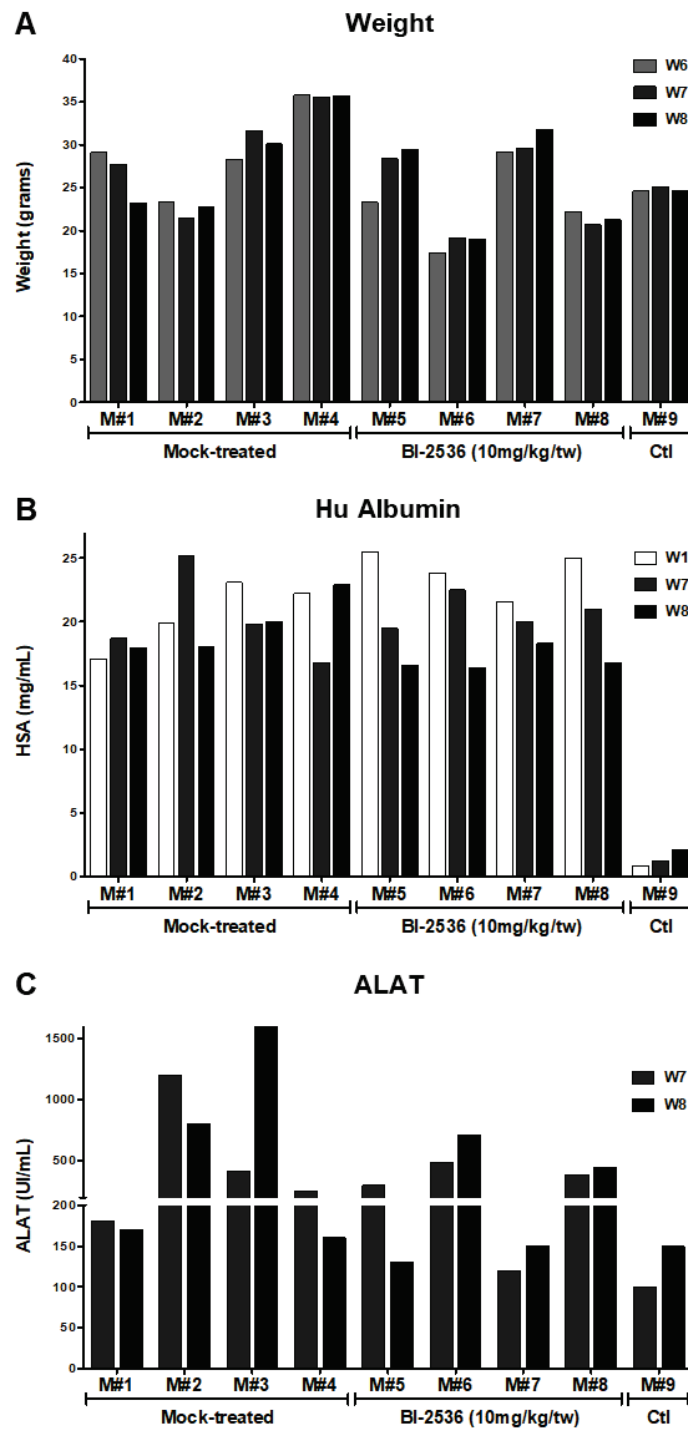 A
Weight
W6
W7
W8
Weight (grams)
40
35
30
25
20
15
10
5
0
M#1 M#2 M#3 M#4 M#5 M#6 M#7 M#8 M#9
Mock-treated BI-2536 (10mg/kg/tw) Ctl
B
Hu Albumin
W1
W7
W8
HSA (mg/mL)
25
20
15
10
5
0
M#1 M#2 M#3 M#4 M#5 M#6 M#7 M#8 M#9
Mock-treated BI-2536 (10mg/kg/tw) Ctl
C
ALAT
W7
W8
ALAT (UI/mL)
1500
1000
500
200
150
100
50
0
M#1 M#2 M#3 M#4 M#5 M#6 M#7 M#8 M#9
Mock-treated BI-2536 (10mg/kg/tw) Ctl